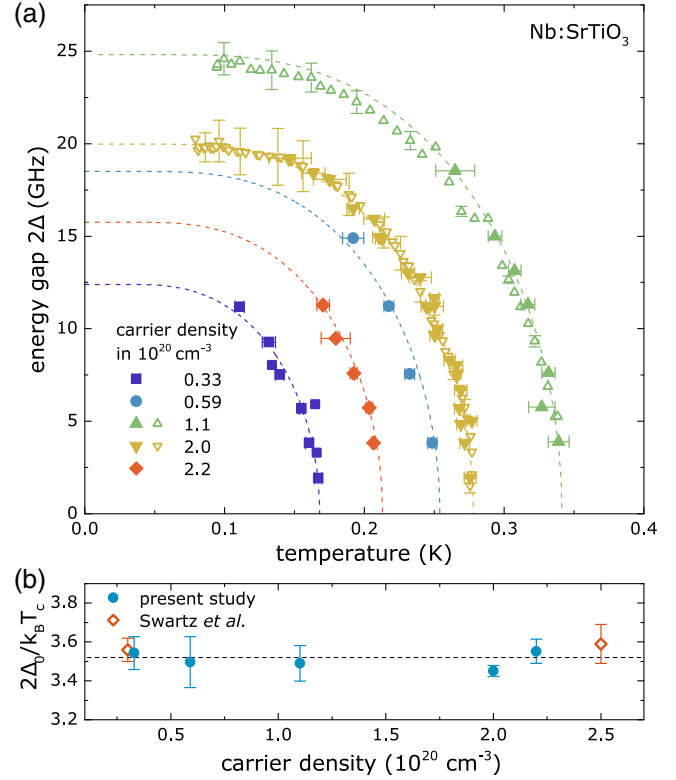 (a)
Nb:SrTiO3
energy gap 2Δ (GHz)
25
20
15
10
5
0
carrier density
in 10^20 cm^-3
0.33
0.59
1.1
2.0
2.2
0.0
0.1
0.2
0.3
0.4
temperature (K)
(b)
2Δ0/kBTc
3.8
3.6
3.4
3.2
present study
Swartz et al.
0.5
1.0
1.5
2.0
2.5
carrier density (10^20 cm^-3)